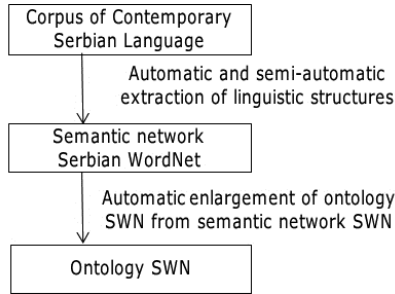 Corpus of Contemporary
Serbian Language
Automatic and semi-automatic
extraction of linguistic structures
Semantic network
Serbian WordNet
Automatic enlargement of ontology
SWN from semantic network SWN
Ontology SWN